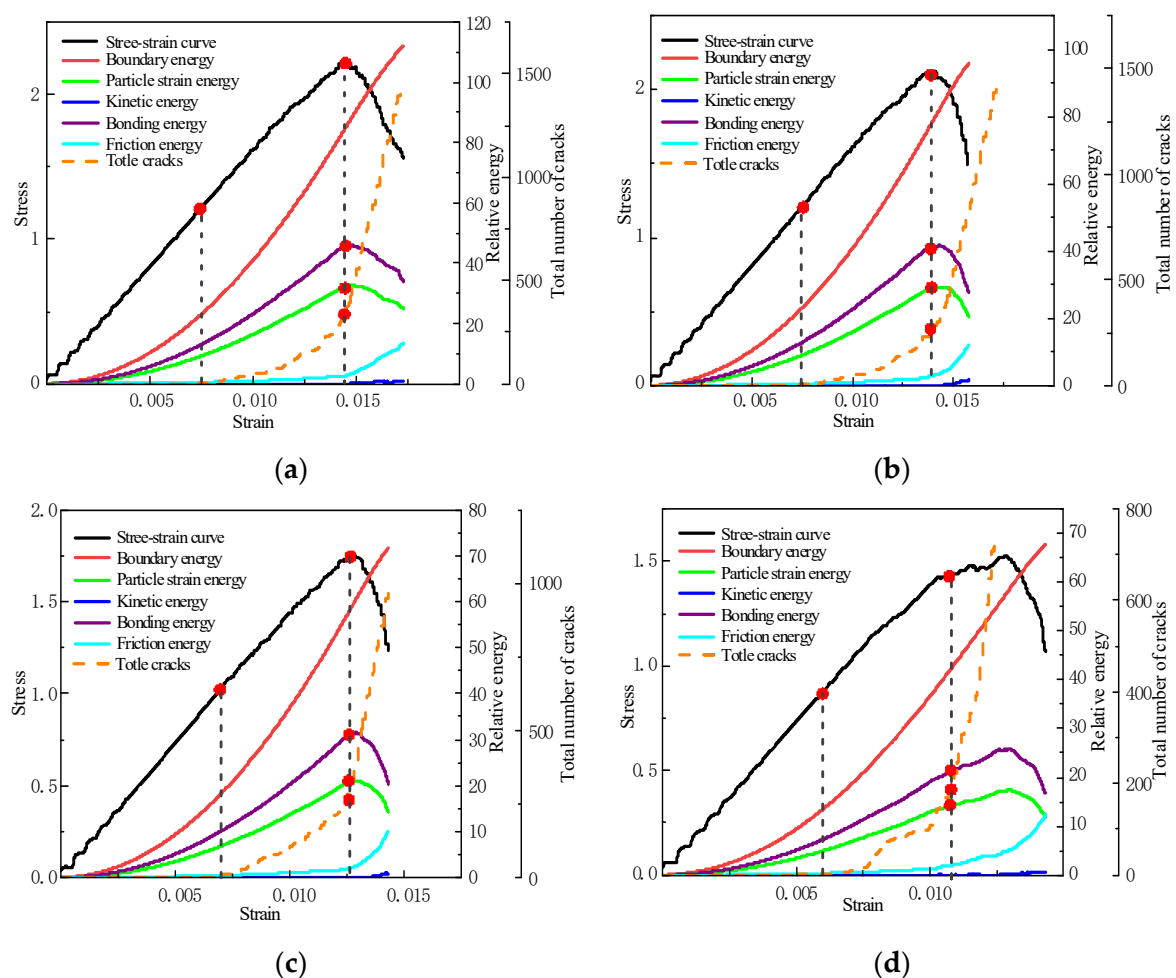 Stree-strain curve
Boundary energy
Particle strain energy
Kinetic energy
Bonding energy
Friction energy
Totle cracks
Stress
0
1
2
0.005
0.010
0.015
Strain
0
20
40
60
80
100
120
Relative energy
0
500
1000
1500
Total number of cracks
(a)
Stree-strain curve
Boundary energy
Particle strain energy
Kinetic energy
Bonding energy
Friction energy
Totle cracks
Stress
0
1
2
0.005
0.010
0.015
Strain
0
20
40
60
80
100
Relative energy
0
500
1000
1500
Total number of cracks
(b)
Stree-strain curve
Boundary energy
Particle strain energy
Kinetic energy
Bonding energy
Friction energy
Totle cracks
Stress
0.0
0.5
1.0
1.5
2.0
0.005
0.010
0.015
Strain
0
10
20
30
40
50
60
70
80
Relative energy
0
500
1000
Total number of cracks
(c)
Stree-strain curve
Boundary energy
Particle strain energy
Kinetic energy
Bonding energy
Friction energy
Totle cracks
Stress
0.0
0.5
1.0
1.5
0.005
0.010
Strain
0
10
20
30
40
50
60
70
Relative energy
0
200
400
600
800
Total number of cracks
(d)